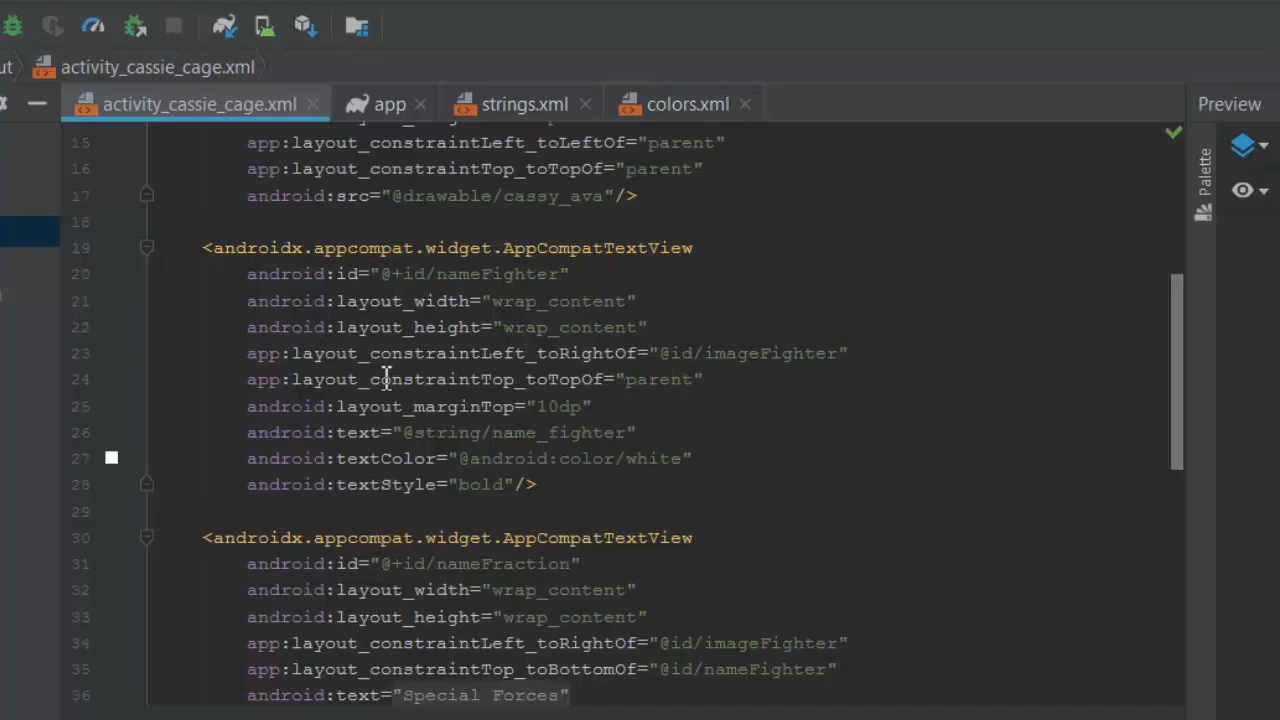 ut activity_cassie_cage.xml
activity_cassie_cage.xml app strings.xml colors.xml Preview
15 app:layout_constraintLeft_toLeftOf="parent"
16 app:layout_constraintTop_toTopOf="parent"
17 android:src="@drawable/cassy_ava"/>
18
19 <androidx.appcompat.widget.AppCompatTextView
20 android:id="@+id/nameFighter"
21 android:layout_width="wrap_content"
22 android:layout_height="wrap_content"
23 app:layout_constraintLeft_toRightOf="@id/imageFighter"
24 app:layout_constraintTop_toTopOf="parent"
25 android:layout_marginTop="10dp"
26 android:text="@string/name_fighter"
27 android:textColor="@android:color/white"
28 android:textStyle="bold"/>
29
30 <androidx.appcompat.widget.AppCompatTextView
31 android:id="@+id/nameFraction"
32 android:layout_width="wrap_content"
33 android:layout_height="wrap_content"
34 app:layout_constraintLeft_toRightOf="@id/imageFighter"
35 app:layout_constraintTop_toBottomOf="@id/nameFighter"
36 android:text="Special Forces"
Palette